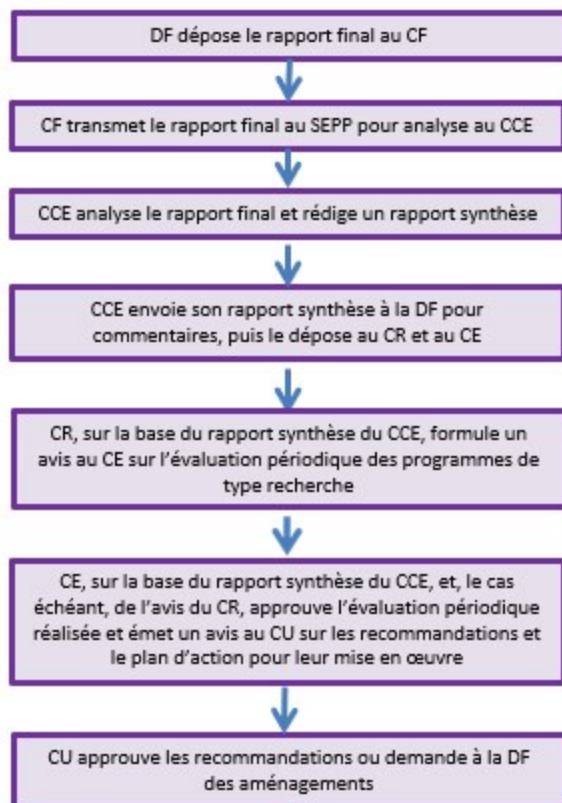 DF dépose le rapport final au CF
CF transmet le rapport final au SEPP pour analyse au CCE
CCE analyse le rapport final et rédige un rapport synthèse
CCE envoie son rapport synthèse à la DF pour
commentaires, puis le dépose au CR et au CE
CR, sur la base du rapport synthèse du CCE, formule un
avis au CE sur l’évaluation périodique des programmes de
type recherche
CE, sur la base du rapport synthèse du CCE, et, le cas
échéant, de l’avis du CR, approuve l’évaluation périodique
réalisée et émet un avis au CU sur les recommandations et
le plan d’action pour leur mise en œuvre
CU approuve les recommandations ou demande à la DF
des aménagements